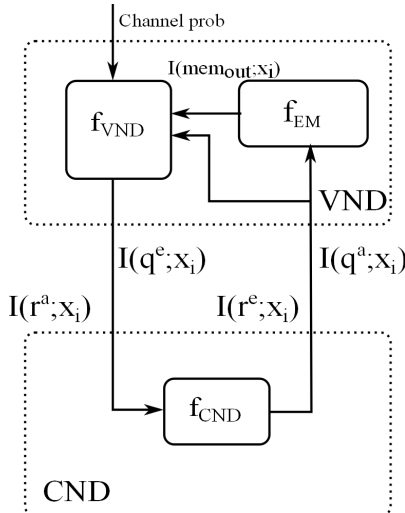 Channel prob
I(mem_out;x_i)
f_VND
f_EM
VND
I(q^e;x_i)
I(q^a;x_i)
I(r^a;x_i)
I(r^e;x_i)
f_CND
CND